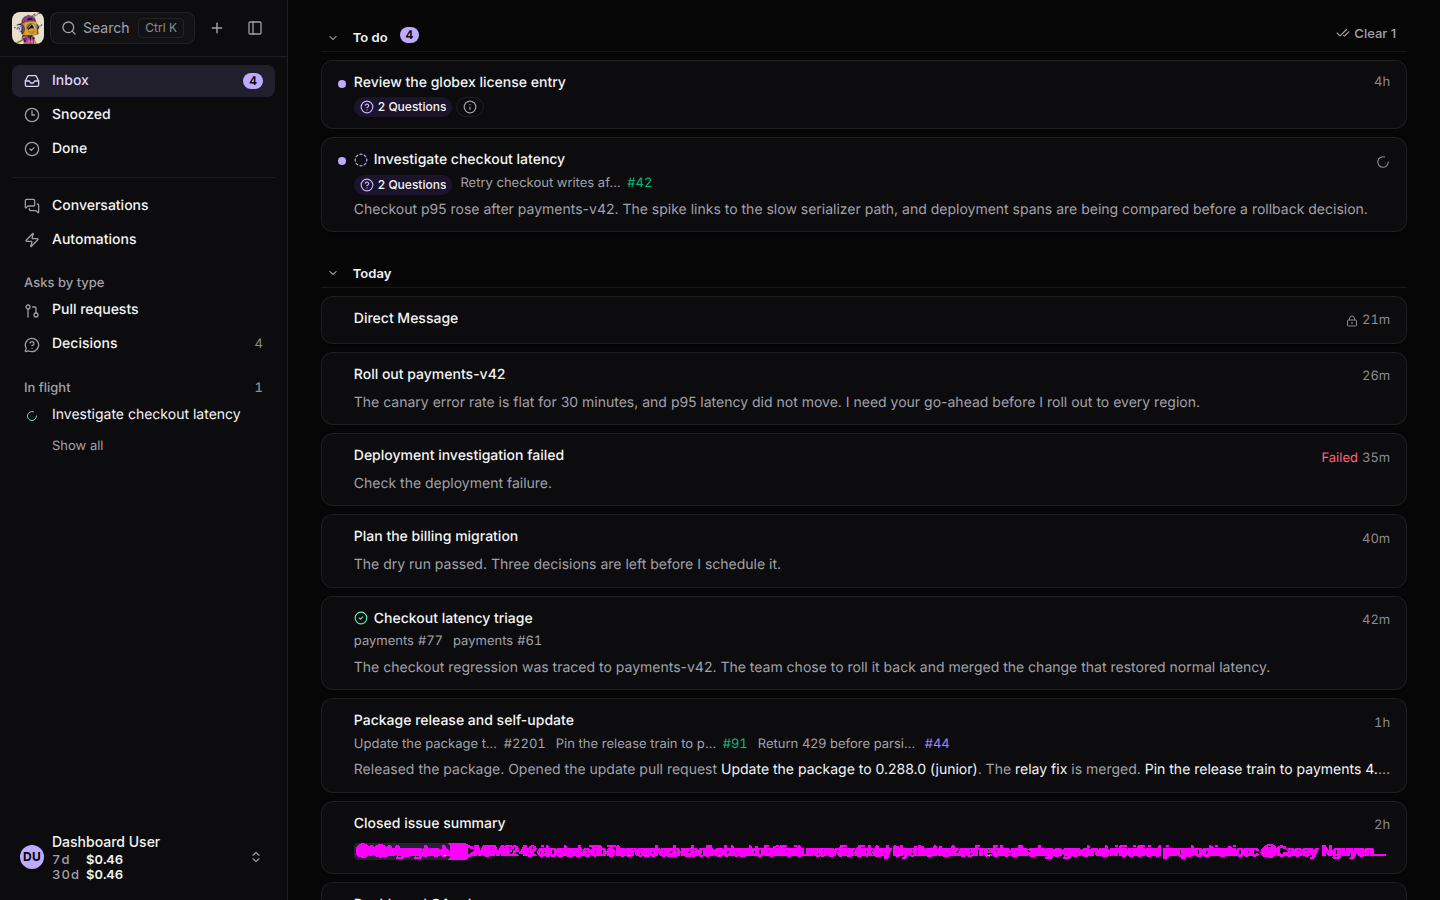 Search Ctrl K
Inbox 4
Snoozed
Done
Conversations
Automations
Asks by type
Pull requests
Decisions 4
In flight 1
Investigate checkout latency
Show all
DU Dashboard User
7d $0.46
30d $0.46
To do 4 Clear 1
Review the globex license entry 4h
2 Questions
Investigate checkout latency
2 Questions Retry checkout writes af... #42
Checkout p95 rose after payments-v42. The spike links to the slow serializer path, and deployment spans are being compared before a rollback decision.
Today
Direct Message 21m
Roll out payments-v42 26m
The canary error rate is flat for 30 minutes, and p95 latency did not move. I need your go-ahead before I roll out to every region.
Deployment investigation failed Failed 35m
Check the deployment failure.
Plan the billing migration 40m
The dry run passed. Three decisions are left before I schedule it.
Checkout latency triage 42m
payments #77 payments #61
The checkout regression was traced to payments-v42. The team chose to roll it back and merged the change that restored normal latency.
Package release and self-update 1h
Update the package t... #2201 Pin the release train to p... #91 Return 429 before parsi... #44
Released the package. Opened the update pull request Update the package to 0.288.0 (junior). The relay fix is merged. Pin the release train to payments 4....
Closed issue summary 2h
@Casey Nguyen